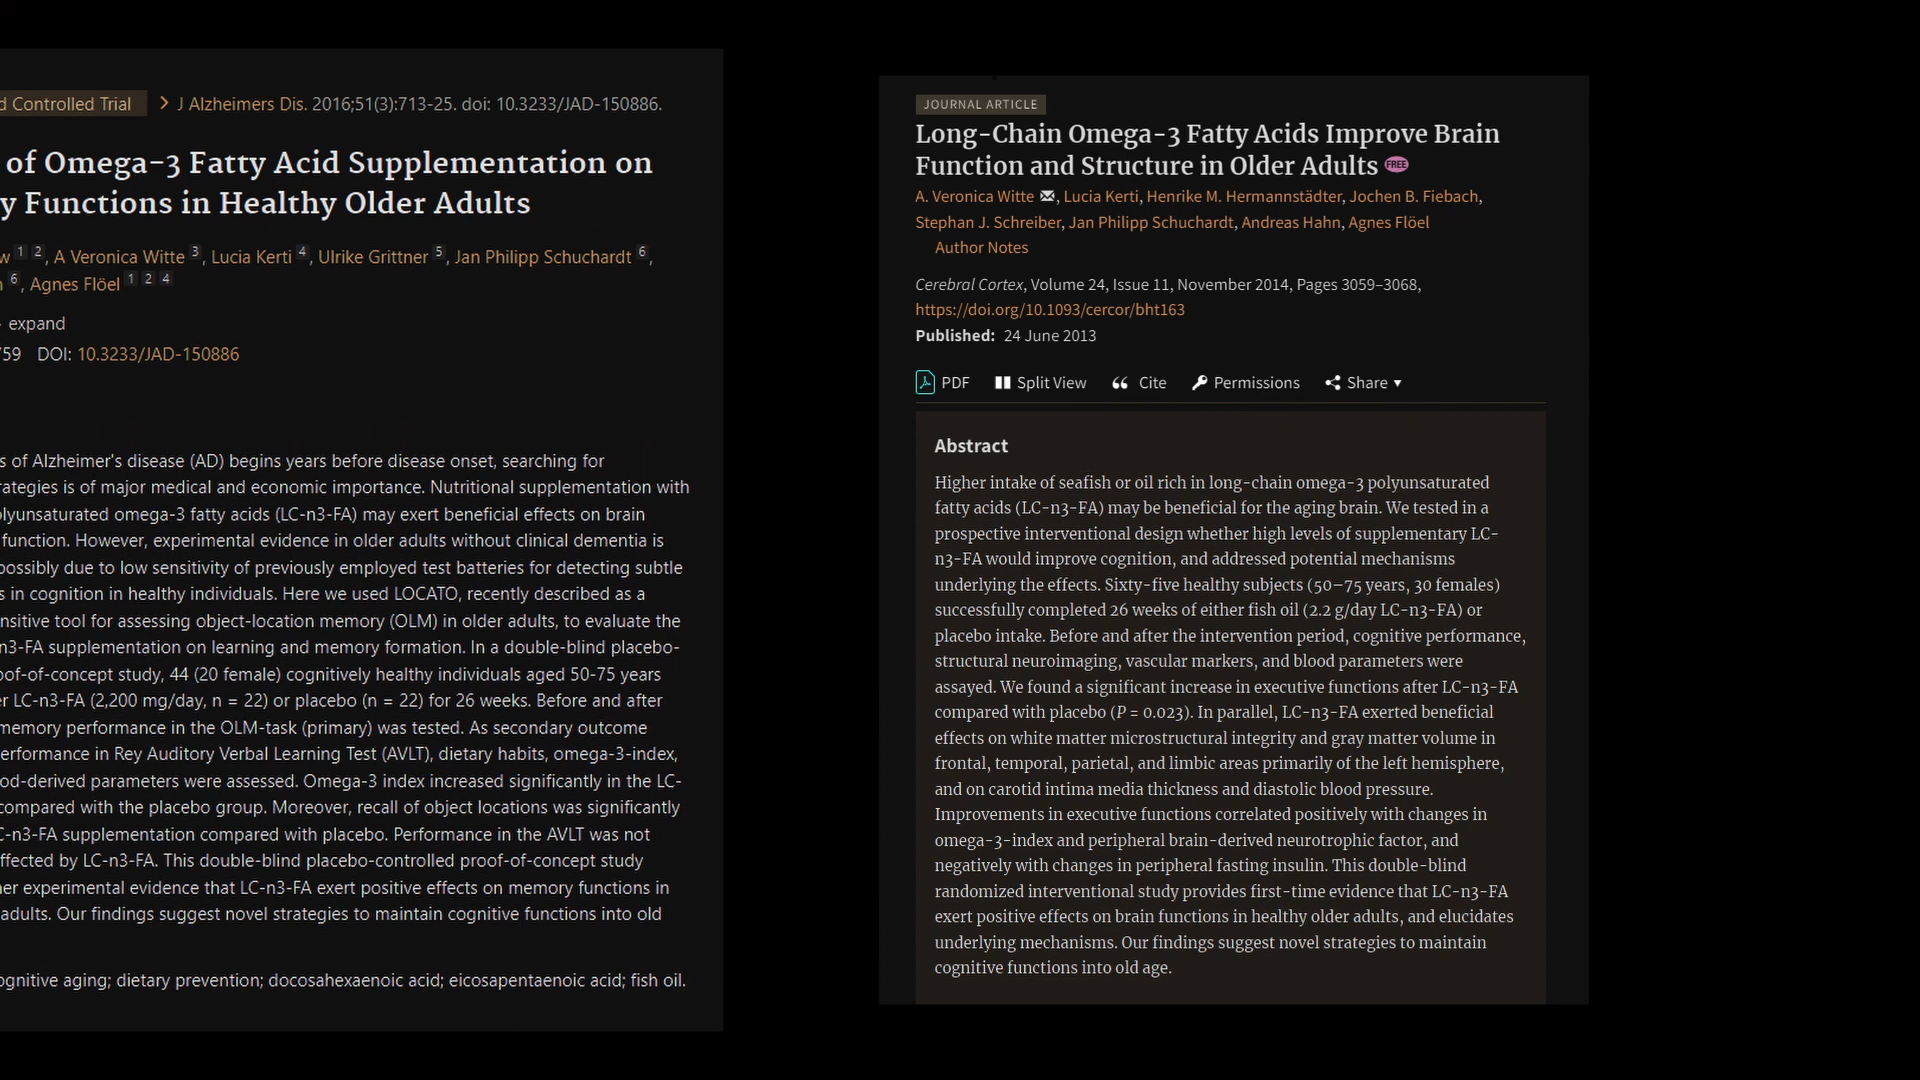 d Controlled Trial > J Alzheimers Dis. 2016;51(3):713-25. doi: 10.3233/JAD-150886.
of Omega-3 Fatty Acid Supplementation on
y Functions in Healthy Older Adults
w 1 2, A Veronica Witte 3, Lucia Kerti 4, Ulrike Grittner 5, Jan Philipp Schuchardt 6,
6, Agnes Flöel 1 2 4
expand
759 DOI: 10.3233/JAD-150886
s of Alzheimer's disease (AD) begins years before disease onset, searching for
rategies is of major medical and economic importance. Nutritional supplementation with
olyunsaturated omega-3 fatty acids (LC-n3-FA) may exert beneficial effects on brain
function. However, experimental evidence in older adults without clinical dementia is
possibly due to low sensitivity of previously employed test batteries for detecting subtle
s in cognition in healthy individuals. Here we used LOCATO, recently described as a
nsitive tool for assessing object-location memory (OLM) in older adults, to evaluate the
n3-FA supplementation on learning and memory formation. In a double-blind placebo-
oof-of-concept study, 44 (20 female) cognitively healthy individuals aged 50-75 years
er LC-n3-FA (2,200 mg/day, n = 22) or placebo (n = 22) for 26 weeks. Before and after
memory performance in the OLM-task (primary) was tested. As secondary outcome
erformance in Rey Auditory Verbal Learning Test (AVLT), dietary habits, omega-3-index,
od-derived parameters were assessed. Omega-3 index increased significantly in the LC-
compared with the placebo group. Moreover, recall of object locations was significantly
C-n3-FA supplementation compared with placebo. Performance in the AVLT was not
ffected by LC-n3-FA. This double-blind placebo-controlled proof-of-concept study
her experimental evidence that LC-n3-FA exert positive effects on memory functions in
adults. Our findings suggest novel strategies to maintain cognitive functions into old
ognitive aging; dietary prevention; docosahexaenoic acid; eicosapentaenoic acid; fish oil.
JOURNAL ARTICLE
Long-Chain Omega-3 Fatty Acids Improve Brain
Function and Structure in Older Adults FREE
A. Veronica Witte, Lucia Kerti, Henrike M. Hermannstädter, Jochen B. Fiebach,
Stephan J. Schreiber, Jan Philipp Schuchardt, Andreas Hahn, Agnes Flöel
Author Notes
Cerebral Cortex, Volume 24, Issue 11, November 2014, Pages 3059–3068,
https://doi.org/10.1093/cercor/bht163
Published: 24 June 2013
PDF Split View Cite Permissions Share
Abstract
Higher intake of seafish or oil rich in long-chain omega-3 polyunsaturated
fatty acids (LC-n3-FA) may be beneficial for the aging brain. We tested in a
prospective interventional design whether high levels of supplementary LC-
n3-FA would improve cognition, and addressed potential mechanisms
underlying the effects. Sixty-five healthy subjects (50–75 years, 30 females)
successfully completed 26 weeks of either fish oil (2.2 g/day LC-n3-FA) or
placebo intake. Before and after the intervention period, cognitive performance,
structural neuroimaging, vascular markers, and blood parameters were
assayed. We found a significant increase in executive functions after LC-n3-FA
compared with placebo (P = 0.023). In parallel, LC-n3-FA exerted beneficial
effects on white matter microstructural integrity and gray matter volume in
frontal, temporal, parietal, and limbic areas primarily of the left hemisphere,
and on carotid intima media thickness and diastolic blood pressure.
Improvements in executive functions correlated positively with changes in
omega-3-index and peripheral brain-derived neurotrophic factor, and
negatively with changes in peripheral fasting insulin. This double-blind
randomized interventional study provides first-time evidence that LC-n3-FA
exert positive effects on brain functions in healthy older adults, and elucidates
underlying mechanisms. Our findings suggest novel strategies to maintain
cognitive functions into old age.